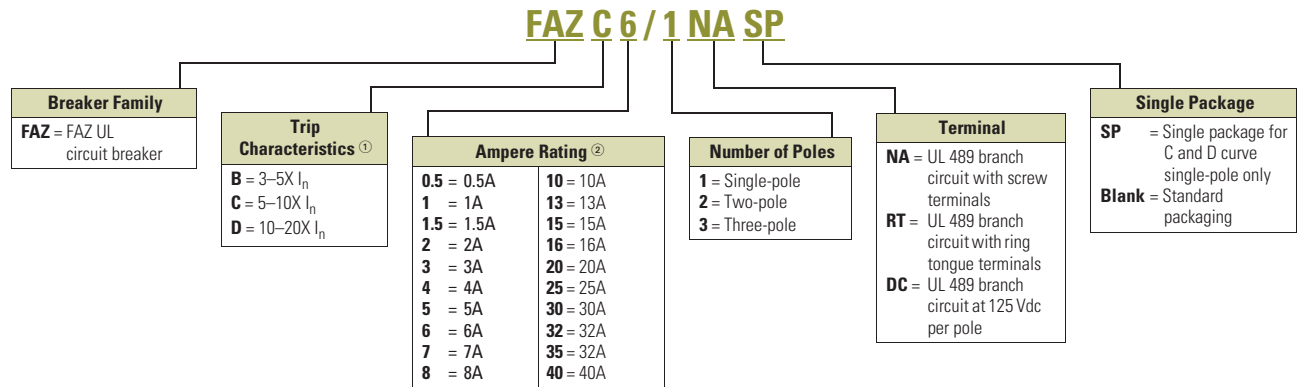 FAZ C 6 / 1 NA SP
Breaker Family
FAZ = FAZ UL
circuit breaker
Trip
Characteristics ①
B = 3–5X In
C = 5–10X In
D = 10–20X In
Ampere Rating ②
0.5 = 0.5A
1 = 1A
1.5 = 1.5A
2 = 2A
3 = 3A
4 = 4A
5 = 5A
6 = 6A
7 = 7A
8 = 8A
10 = 10A
13 = 13A
15 = 15A
16 = 16A
20 = 20A
25 = 25A
30 = 30A
32 = 32A
35 = 32A
40 = 40A
Number of Poles
1 = Single-pole
2 = Two-pole
3 = Three-pole
Terminal
NA = UL 489 branch
circuit with screw
terminals
RT = UL 489 branch
circuit with ring
tongue terminals
DC = UL 489 branch
circuit at 125 Vdc
per pole
Single Package
SP = Single package for
C and D curve
single-pole only
Blank = Standard
packaging